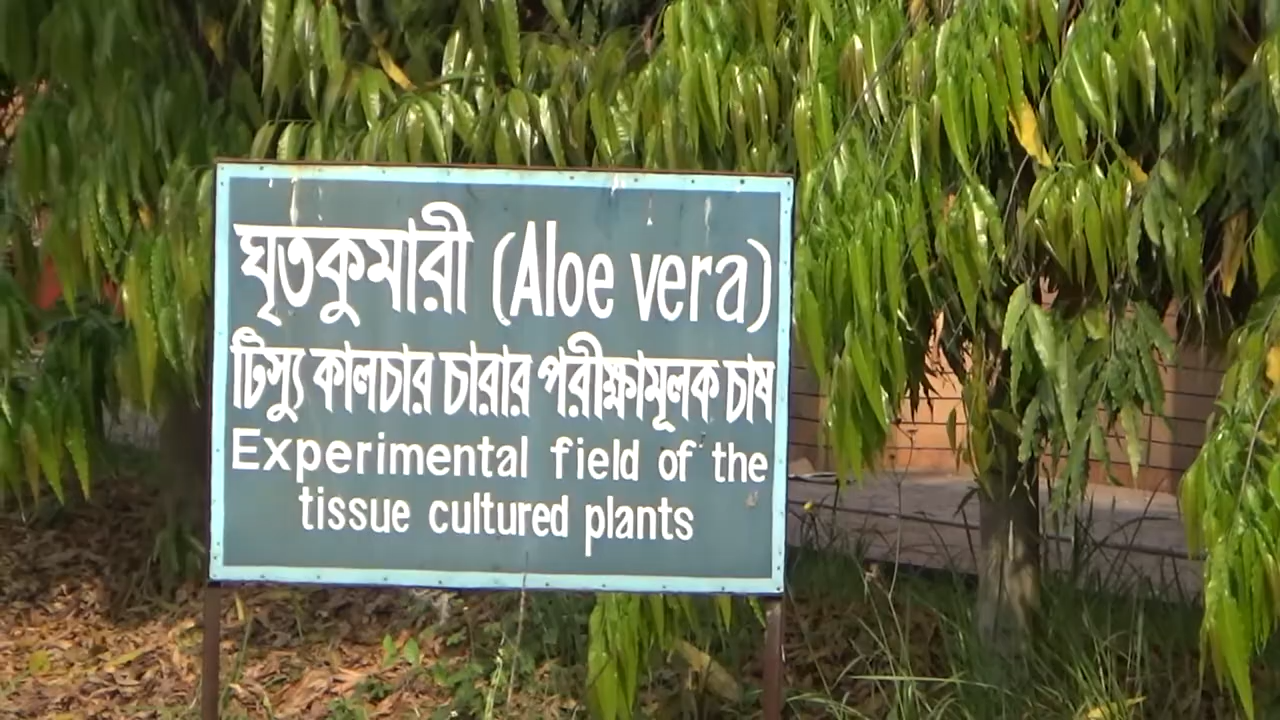 ঘৃতকুমারী (Aloe vera)
টিস্যু কালচার চারার পরীক্ষামূলক চাষ
Experimental field of the
tissue cultured plants